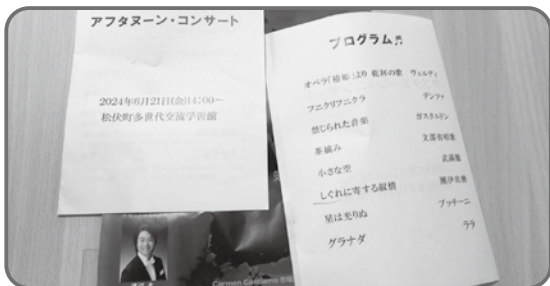 アフタヌーン・コンサート
2024年6月21日(金)14:00~
松伏町多世代交流学習館
プログラム♬
オペラ「椿姫」より 乾杯の歌 ヴェルディ
フニクリフニクラ デンツァ
禁じられた音楽 ガスタルドン
茶摘み 文部省唱歌
小さな空 武満徹
しぐれに寄する叙情 團伊玖磨
星は光りぬ プッチーニ
グラナダ ララ
Carmen